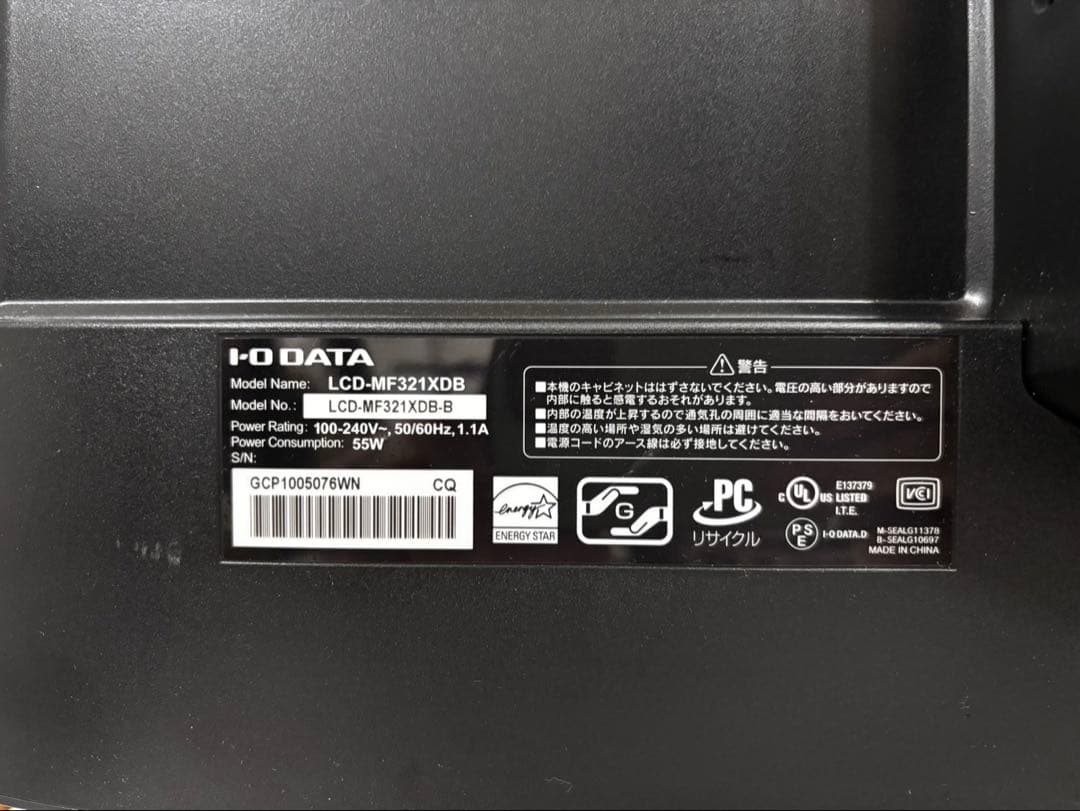 I-O DATA
Model Name: LCD-MF321XDB
Model No.: LCD-MF321XDB-B
Power Rating: 100-240V~, 50/60Hz,1.1A
Power Consumption: 55W
S/N:
GCP1005076WN CQ
警告
■本機のキャビネットははずさないでください。電圧の高い部分がありますので
内部に触ると感電するおそれがあります。
■内部の温度が上昇するので通気孔の周囲に適当な間隔をおいてください。
■温度の高い場所や湿気の多い場所は避けてください。
■電源コードのアース線は必ず接地してください。
energy
ENERGY STAR
G
PC
リサイクル
C UL US LISTED
E137379
I.T.E.
VCI
PSE
I-O DATA.D
M-SEALG11378
B-SEALG10697
MADE IN CHINA